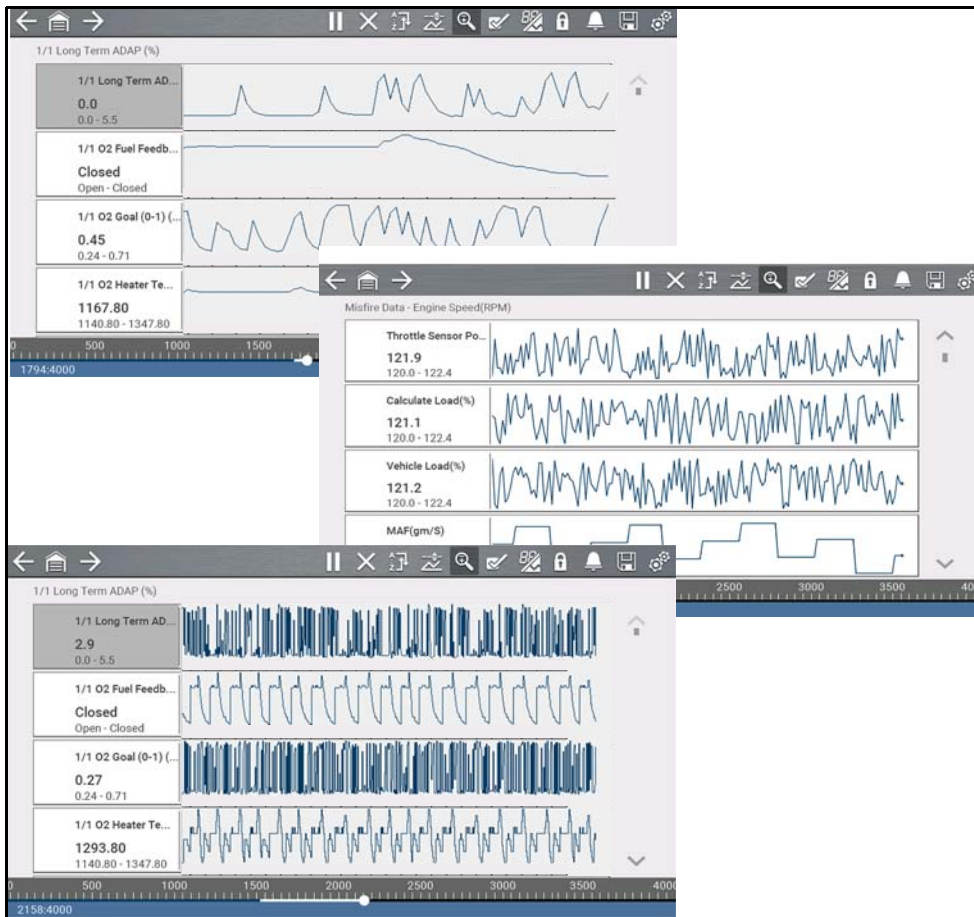 1/1 Long Term ADAP (%)
1/1 Long Term AD...
0.0
0.0 - 5.5
1/1 O2 Fuel Feedb...
Closed
Open - Closed
1/1 O2 Goal (0-1) (...
0.45
0.24 - 0.71
1/1 O2 Heater Te...
1167.80
1140.80 - 1347.80
0 500 1000 1500
1794:4000
Misfire Data - Engine Speed(RPM)
Throttle Sensor Po...
121.9
120.0 - 122.4
Calculate Load(%)
121.1
120.0 - 122.4
Vehicle Load(%)
121.2
120.0 - 122.4
MAF(gm/S)
2500 3000 3500 40
1/1 Long Term ADAP (%)
1/1 Long Term AD...
2.9
0.0 - 5.5
1/1 O2 Fuel Feedb...
Closed
Open - Closed
1/1 O2 Goal (0-1) (...
0.27
0.24 - 0.71
1/1 O2 Heater Te...
1293.80
1140.80 - 1347.80
0 500 1000 1500 2000 2500 3000 3500 4000
2158:4000